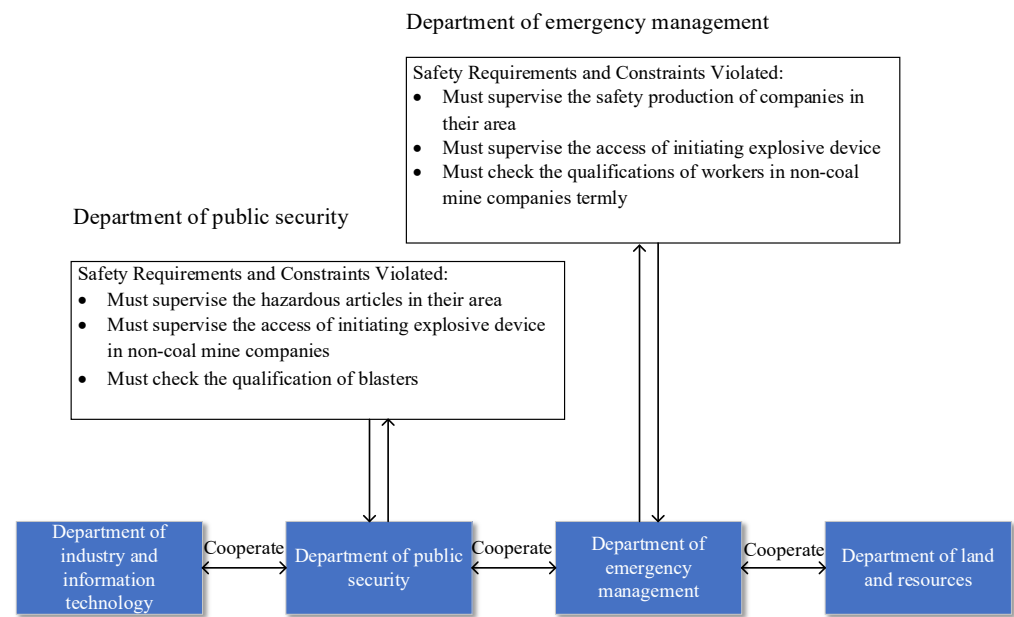 Department of emergency management
Safety Requirements and Constraints Violated:
• Must supervise the safety production of companies in
their area
• Must supervise the access of initiating explosive device
• Must check the qualifications of workers in non-coal
mine companies termly
Department of public security
Safety Requirements and Constraints Violated:
• Must supervise the hazardous articles in their area
• Must supervise the access of initiating explosive device
in non-coal mine companies
• Must check the qualification of blasters
Department of
industry and
information
technology
Cooperate
Department of public
security
Cooperate
Department of
emergency
management
Cooperate
Department of land
and resources